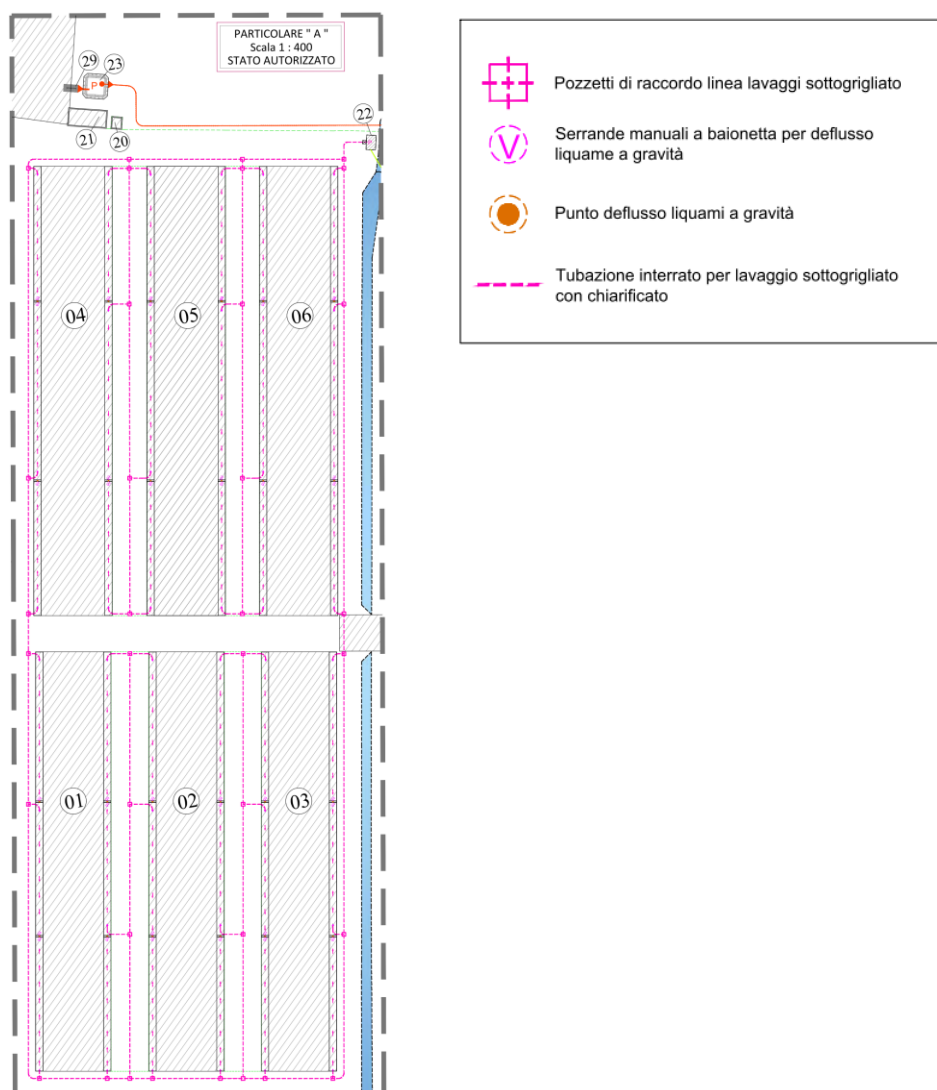 PARTICOLARE " A "
Scala 1 : 400
STATO AUTORIZZATO
29
23
P
21
20
22
04
05
06
01
02
03
Pozzetti di raccordo linea lavaggi sottogrigliato
V
Serrande manuali a baionetta per deflusso
liquame a gravità
Punto deflusso liquami a gravità
Tubazione interrato per lavaggio sottogrigliato
con chiarificato